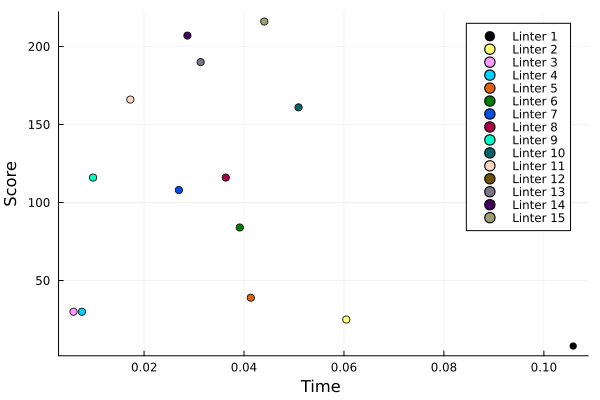 200
150
100
50
Score
0.02
0.04
0.06
0.08
0.10
Time
Linter 1
Linter 2
Linter 3
Linter 4
Linter 5
Linter 6
Linter 7
Linter 8
Linter 9
Linter 10
Linter 11
Linter 12
Linter 13
Linter 14
Linter 15